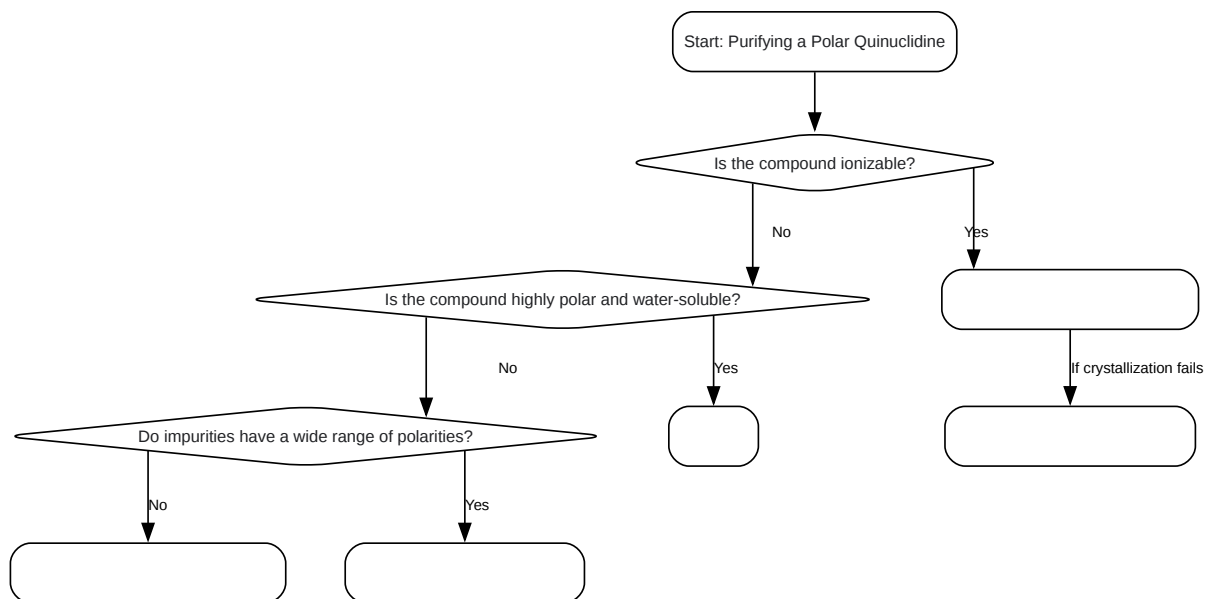 Start: Purifying a Polar Quinuclidine
Is the compound ionizable?
No
Yes
Is the compound highly polar and water-soluble?
No
Yes
If crystallization fails
Do impurities have a wide range of polarities?
No
Yes